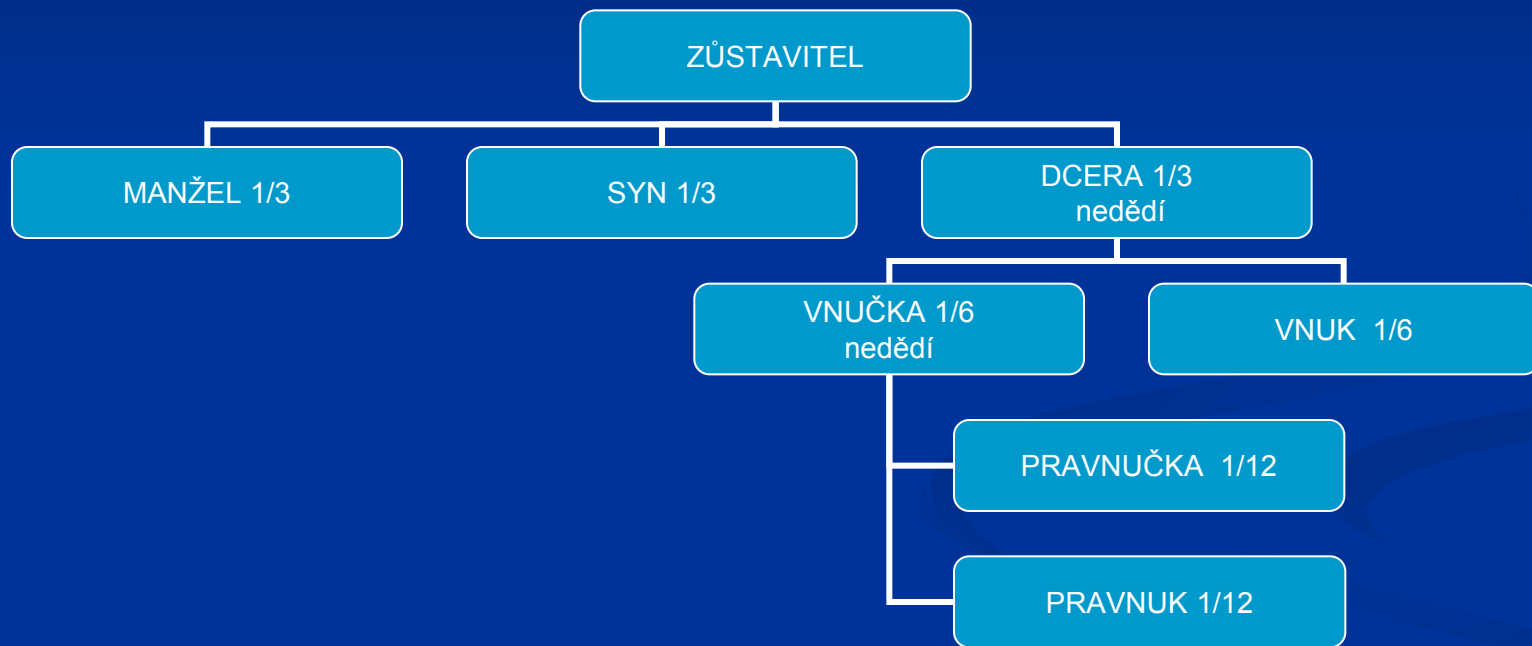 ZŮSTAVITEL
MANŽEL 1/3
SYN 1/3
DCERA 1/3
nedědí
VNUČKA 1/6
nedědí
VNUK 1/6
PRAVNUČKA 1/12
PRAVNUK 1/12